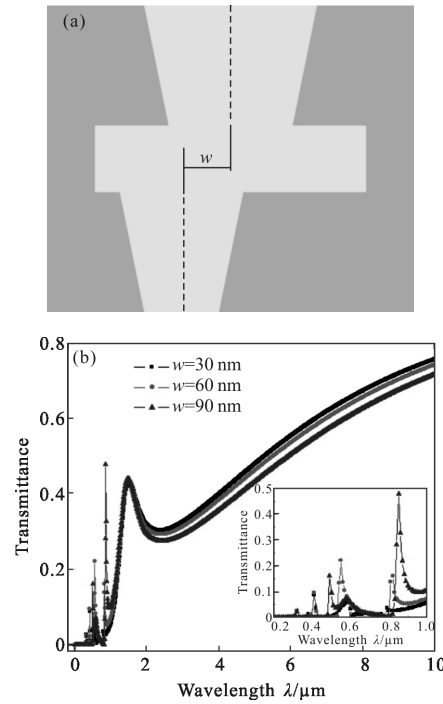 (a)
w
(b)
w=30 nm
w=60 nm
w=90 nm
Transmittance
0.8
0.6
0.4
0.2
0
0 2 4 6 8 10
Wavelength λ/μm
Transmittance
0.5
0.4
0.3
0.2
0.1
0
0.2 0.4 0.6 0.8 1.0
Wavelength λ/μm